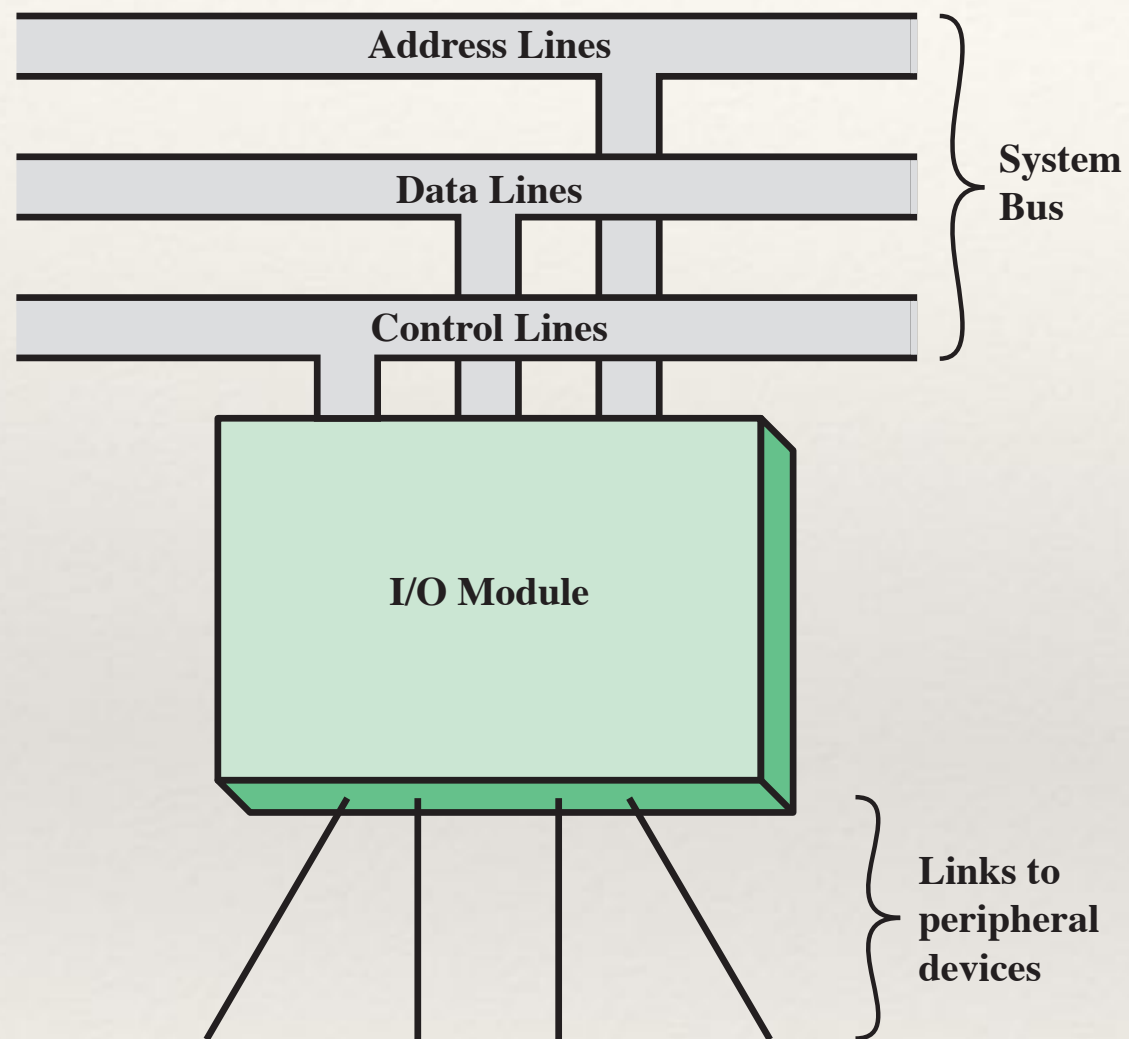 Address Lines
System
Data Lines
Bus
Control Lines
I/O Module
Links to
peripheral
devices